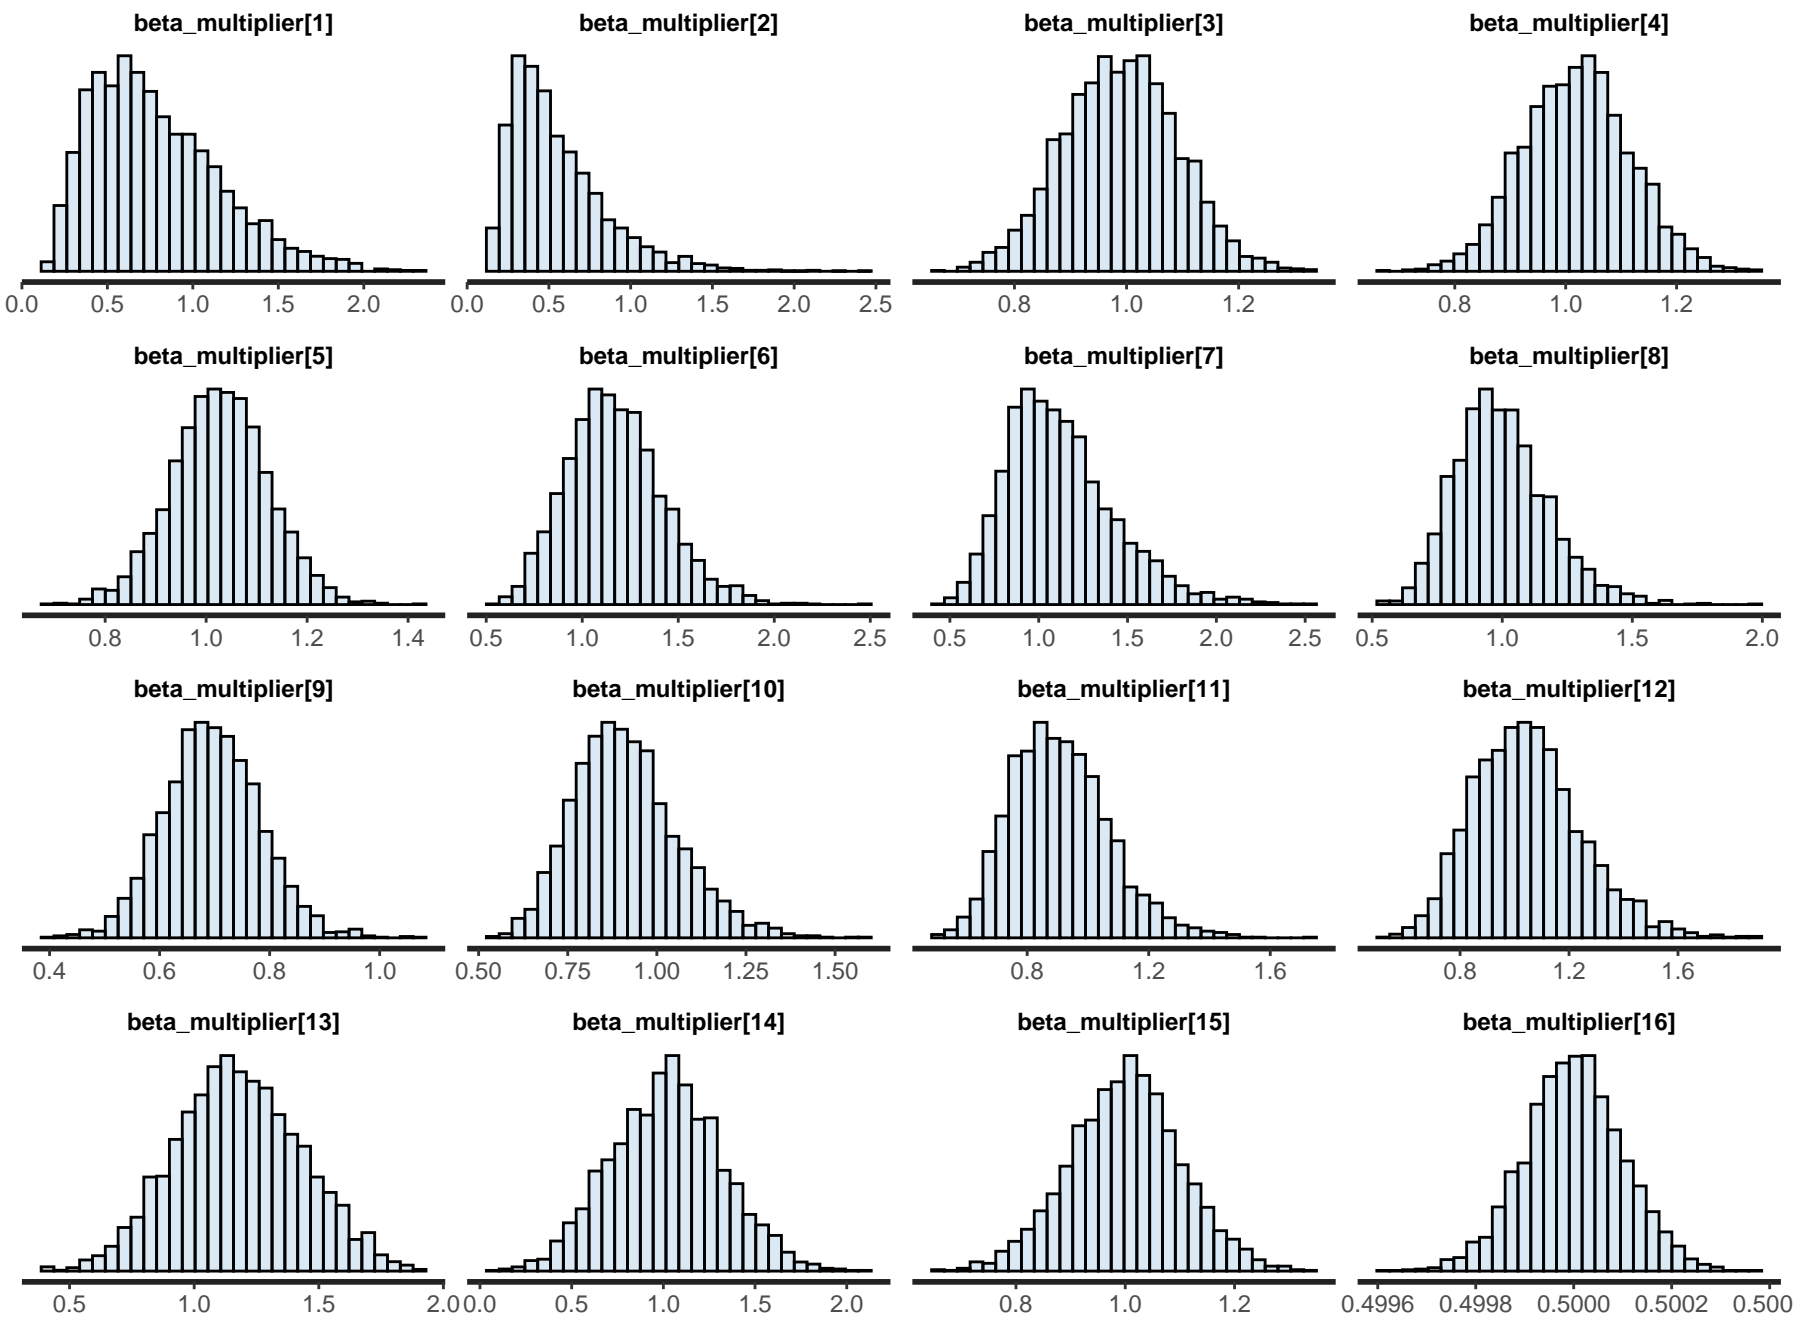 beta_multiplier[1] beta_multiplier[2] beta_multiplier[3] beta_multiplier[4]
0.0 0.5 1.0 1.5 2.0 0.0 0.5 1.0 1.5 2.0 2.5 0.8 1.0 1.2 0.8 1.0 1.2
beta_multiplier[5] beta_multiplier[6] beta_multiplier[7] beta_multiplier[8]
0.8 1.0 1.2 1.4 0.5 1.0 1.5 2.0 2.5 0.5 1.0 1.5 2.0 2.5 0.5 1.0 1.5 2.0
beta_multiplier[9] beta_multiplier[10] beta_multiplier[11] beta_multiplier[12]
0.4 0.6 0.8 1.0 0.50 0.75 1.00 1.25 1.50 0.8 1.2 1.6 0.8 1.2 1.6
beta_multiplier[13] beta_multiplier[14] beta_multiplier[15] beta_multiplier[16]
0.5 1.0 1.5 2.0 0.0 0.5 1.0 1.5 2.0 0.8 1.0 1.2 0.4996 0.4998 0.5000 0.5002 0.500